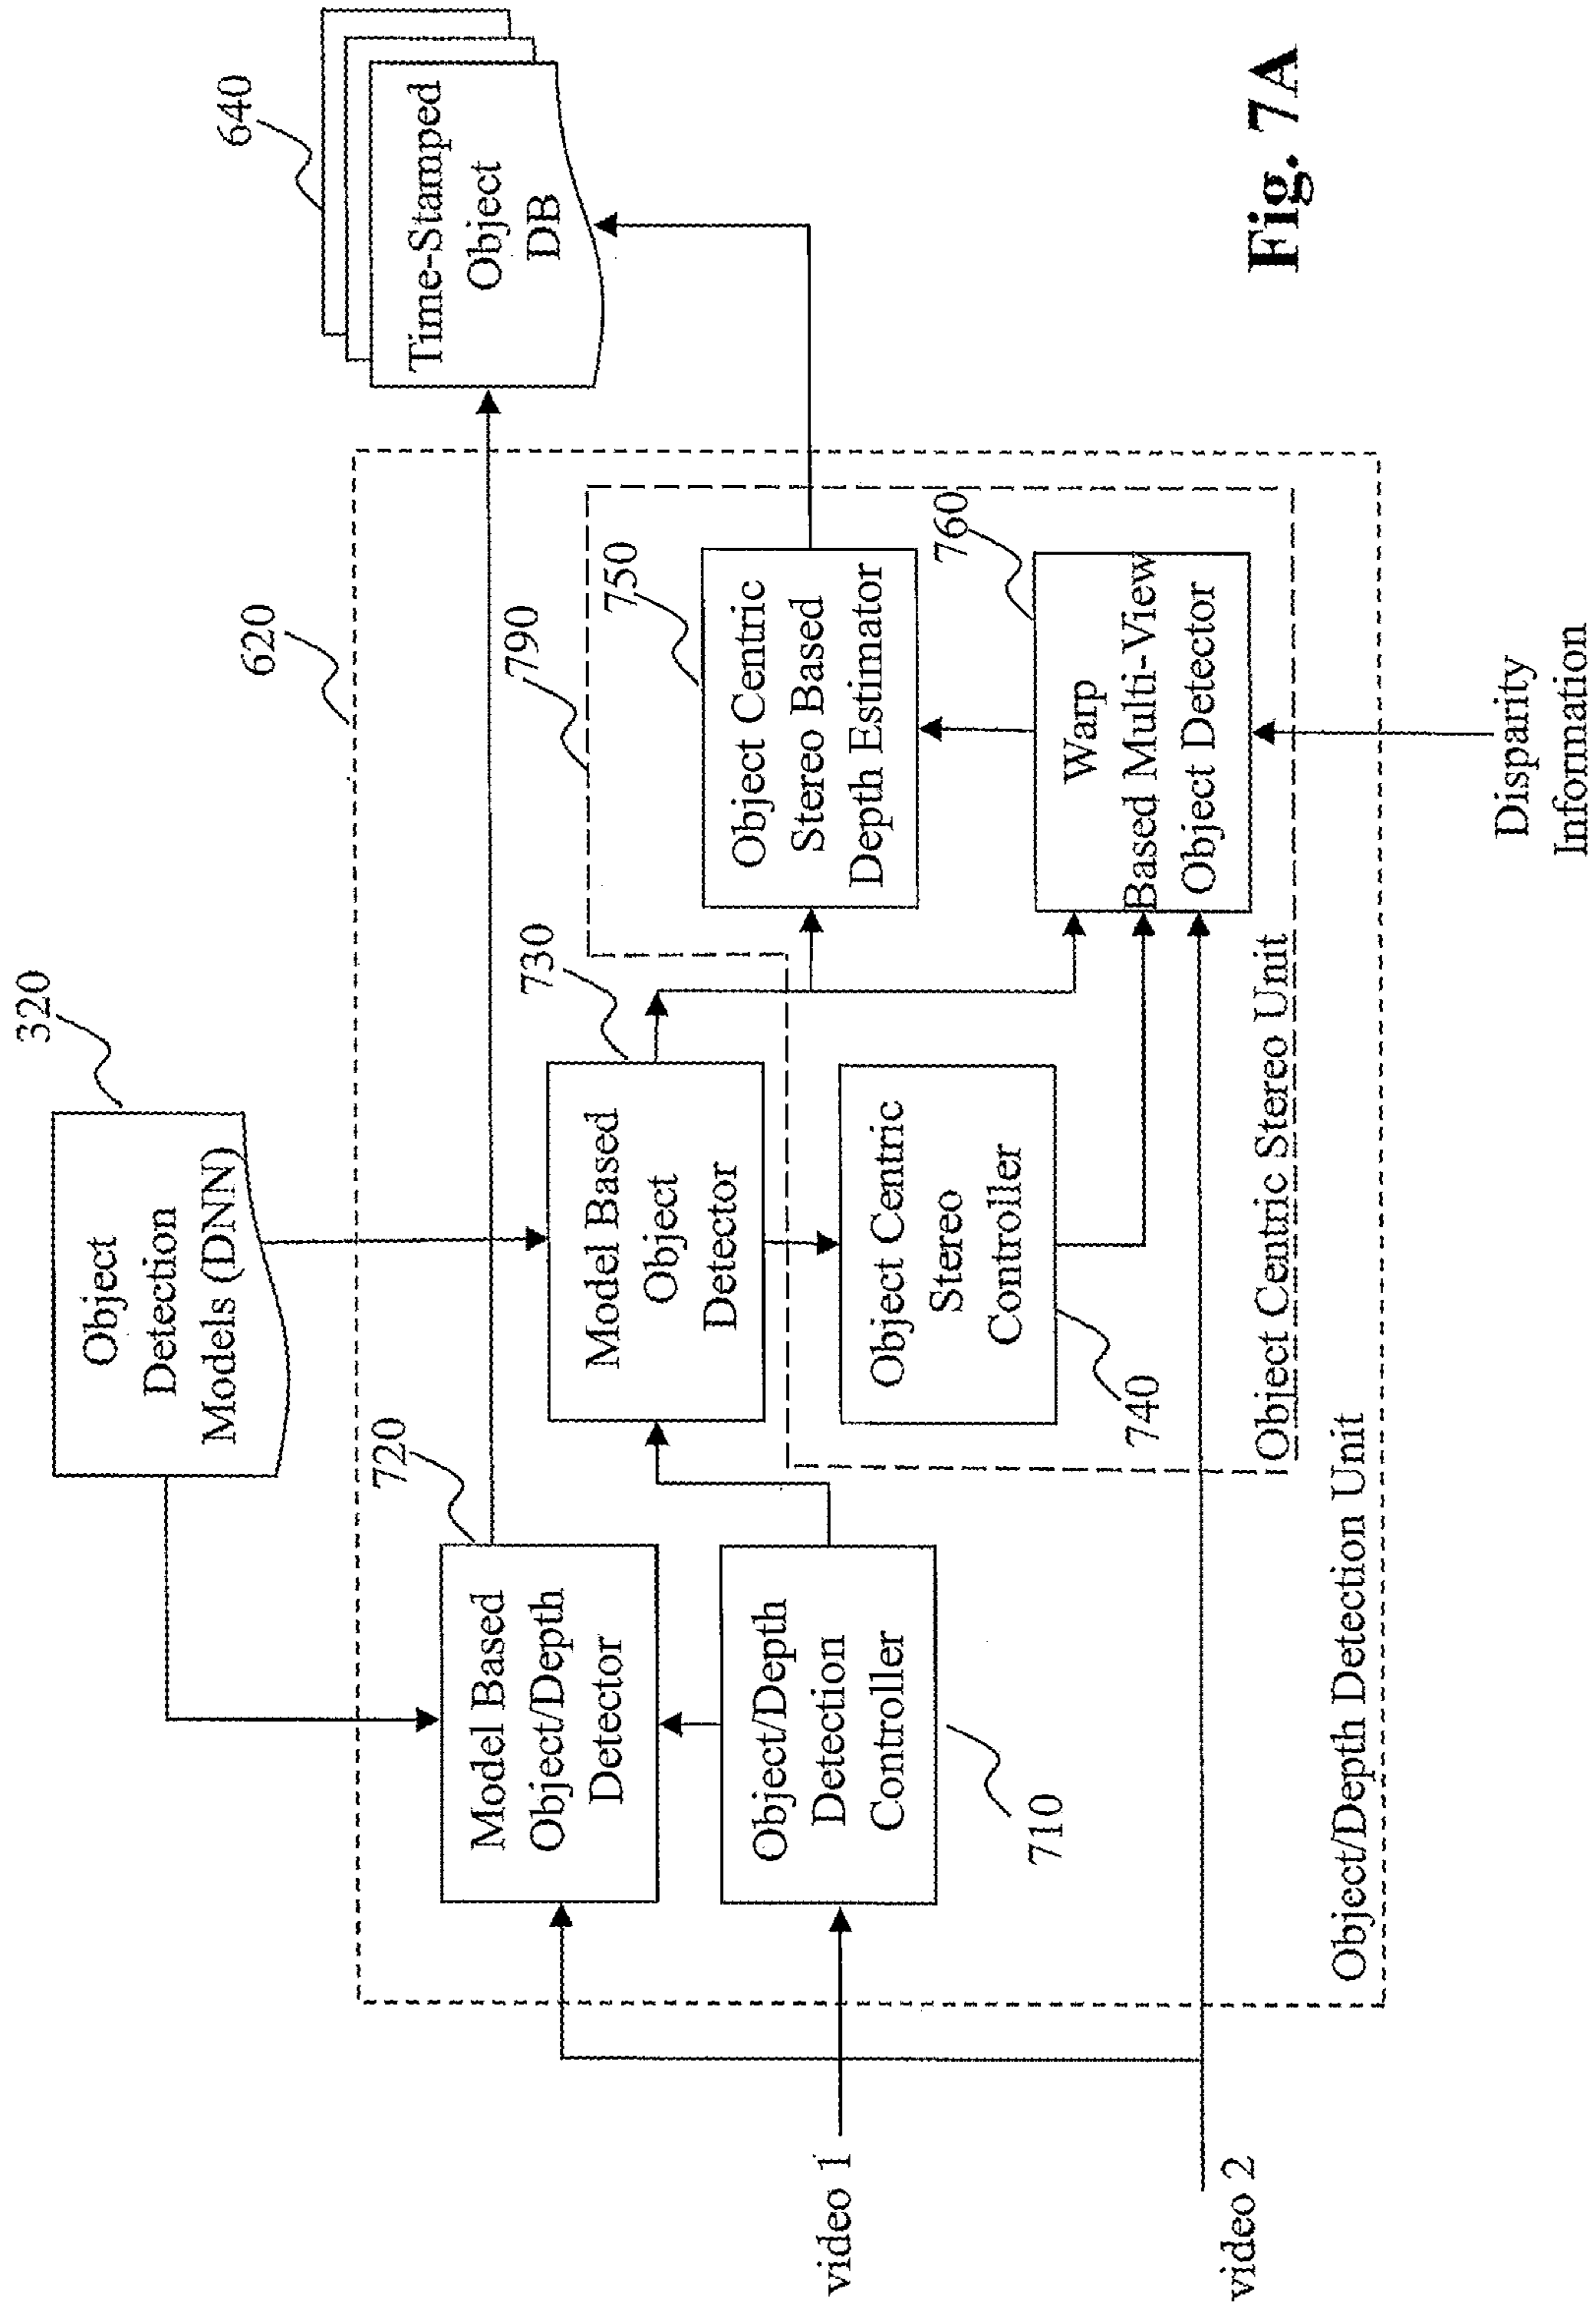 320
Object
Detection
Models (DNN)
640
Time-Stamped
Object
DB
620
720
Model Based
Object/Depth
Detector
730
Model Based
Object
Detector
790
750
Object Centric
Stereo Based
Depth Estimator
760
Warp
Based Multi-View
Object Detector
Object/Depth
Detection
Controller
710
Object Centric
Stereo
Controller
740
Object Centric Stereo Unit
Object/Depth Detection Unit
video 1
video 2
Disparity
Information
Fig. 7A